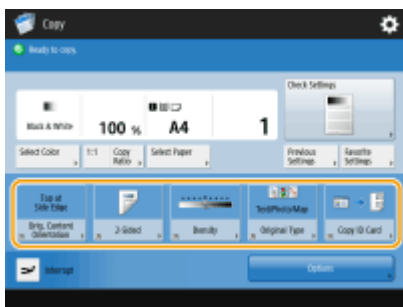 Copy
Ready to copy.
Check Settings
Black & White
100 %
A4
1
Select Color
1:1
Copy Ratio
Select Paper
Previous Settings
Favorite Settings
Top at
Side Edge
Text/Photo/Map
Orig. Content
Orientation
2-Sided
Density
Original Type
Copy ID Card
Interrupt
Options